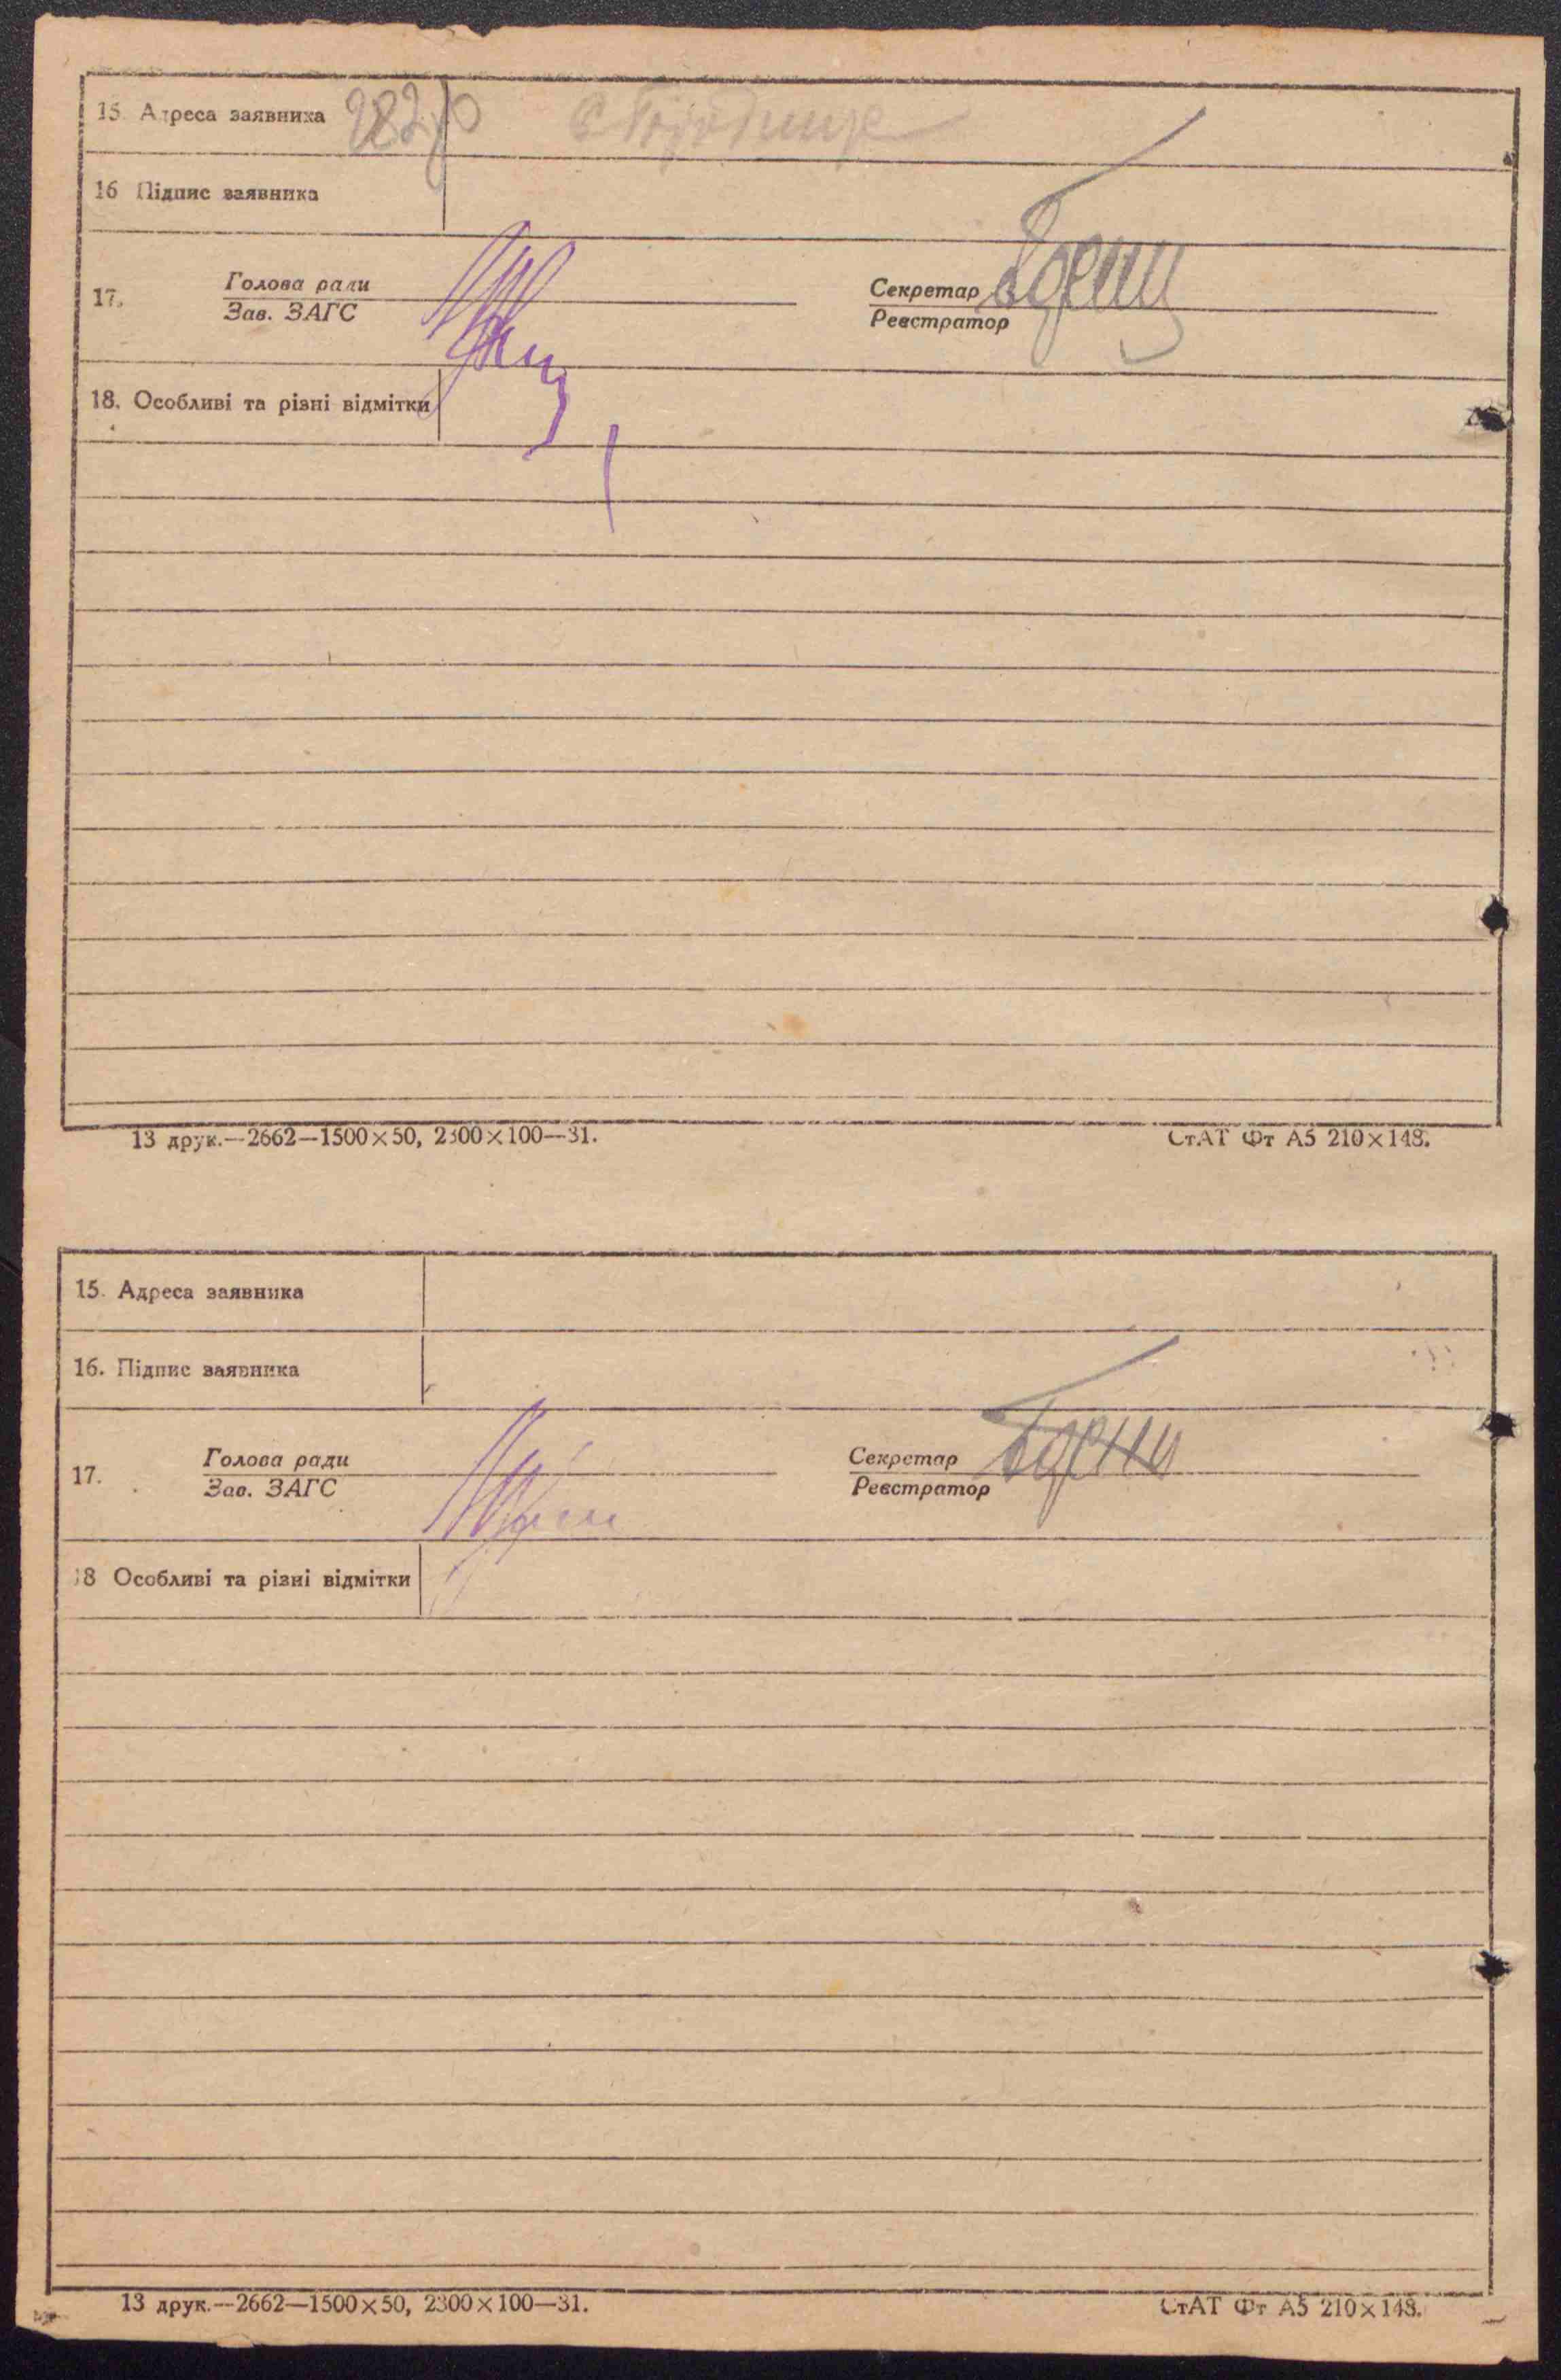 15. Адреса заявника с Городище
16 Підпис заявника
17. Голова ради Секретар
Зав. ЗАГС Реєстратор
18. Особливі та різні відмітки
13 друк.—2662—1500×50, 2300×100—31. СтАТ Фт А5 210×148.
15. Адреса заявника
16. Підпис заявника
17. Голова ради Секретар
Зав. ЗАГС Реєстратор
18 Особливі та різні відмітки
13 друк.—2662—1500×50, 2300×100—31. СтАТ Фт А5 210×148.